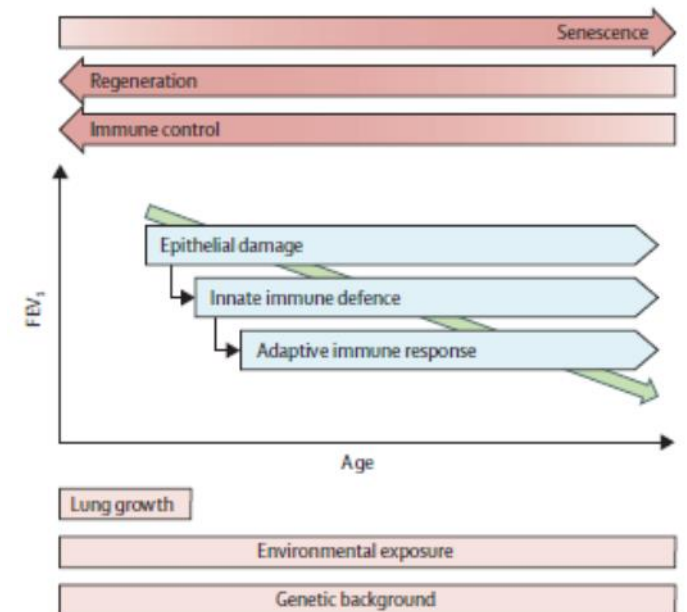 Senescence
Regeneration
Immune control
FEV₁
Epithelial damage
Innate immune defence
Adaptive immune response
Age
Lung growth
Environmental exposure
Genetic background